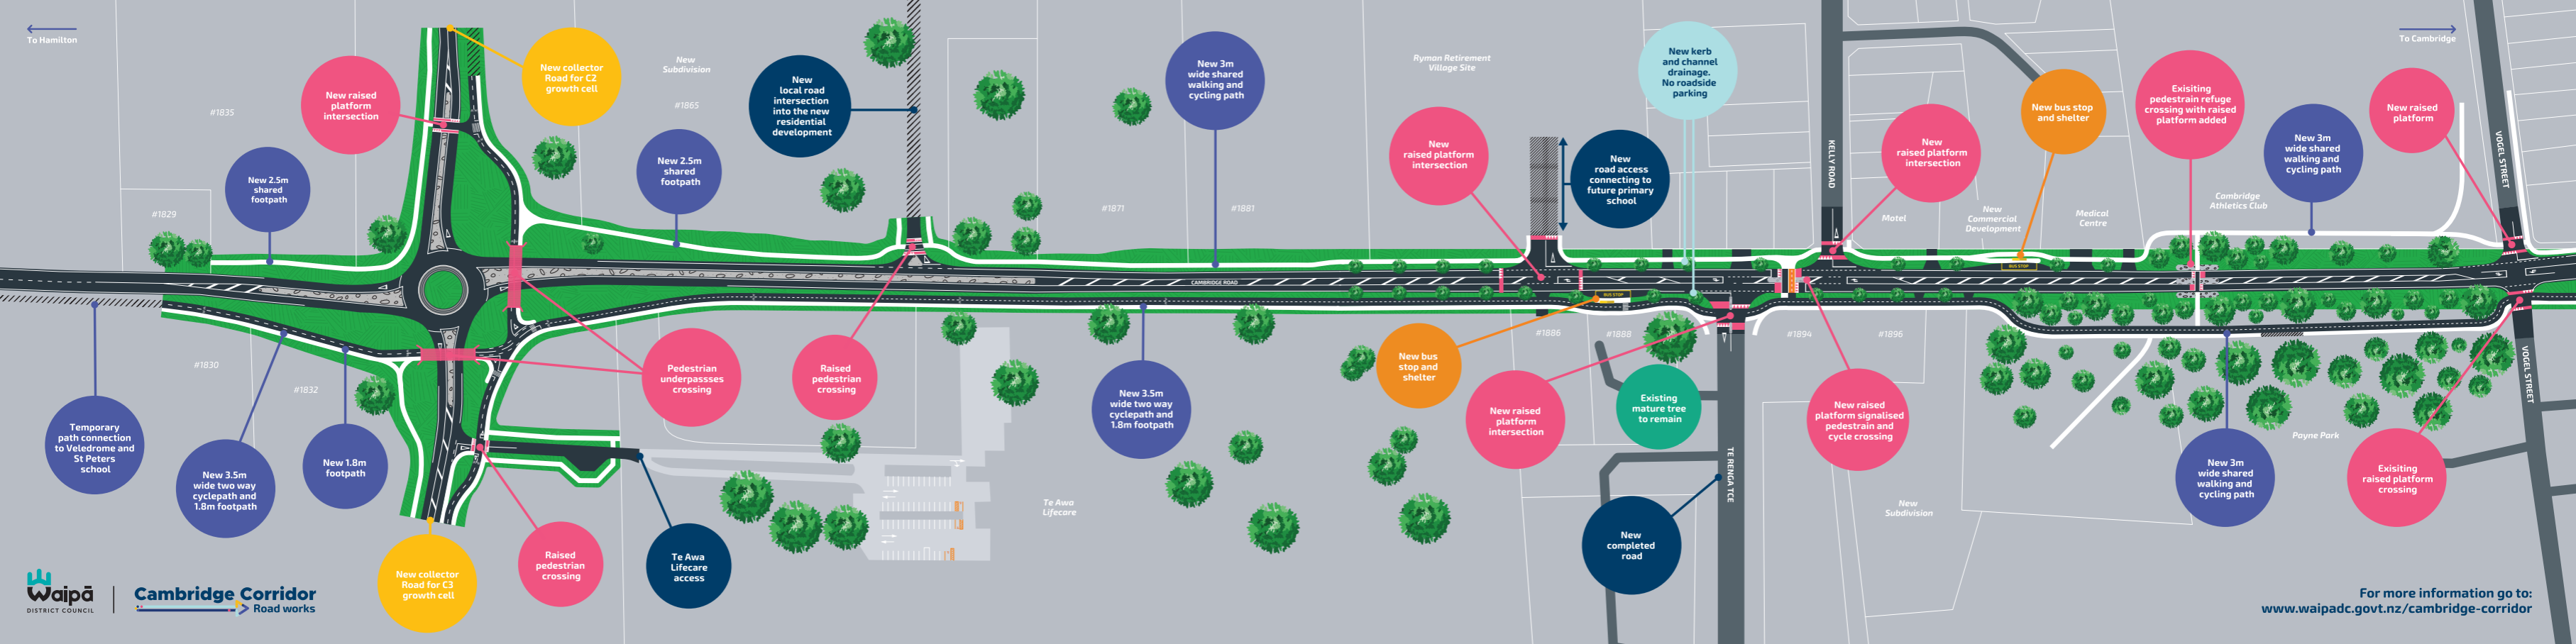 To Hamilton
To Cambridge
New raised
platform
intersection
New collector
Road for C2
growth cell
New
Subdivision
#1865
#1835
New
local road
intersection
into the new
residential
development
New 3m
wide shared
walking and
cycling path
Ryman Retirement
Village Site
New
raised platform
intersection
New kerb
and channel
drainage.
No roadside
parking
New
road access
connecting to
future primary
school
KELLY ROAD
New
raised platform
intersection
New bus stop
and shelter
Exisiting
pedestrain refuge
crossing with raised
platform added
New 3m
wide shared
walking and
cycling path
New raised
platform
VOGEL STREET
#1829
New 2.5m
shared
footpath
New 2.5m
shared
footpath
#1871
#1881
Motel
New
Commercial
Development
Medical
Centre
Cambridge
Athletics Club
BUS STOP
CAMBRIDGE ROAD
BUS STOP
#1830
#1832
#1886
#1888
#1894
#1896
Temporary
path connection
to Veledrome and
St Peters
school
New 3.5m
wide two way
cyclepath and
1.8m footpath
New 1.8m
footpath
Pedestrian
underpassses
crossing
Raised
pedestrian
crossing
New 3.5m
wide two way
cyclepath and
1.8m footpath
New bus
stop and
shelter
New raised
platform
intersection
Existing
mature tree
to remain
New raised
platform signalised
pedestrain and
cycle crossing
VOGEL STREET
Payne Park
New 3m
wide shared
walking and
cycling path
Exisiting
raised platform
crossing
TE RENGA TCE
Te Awa
Lifecare
New
Subdivision
New collector
Road for C3
growth cell
Raised
pedestrian
crossing
Te Awa
Lifecare
access
New
completed
road
Waipā
DISTRICT COUNCIL
Cambridge Corridor
Road works
For more information go to:
www.waipadc.govt.nz/cambridge-corridor